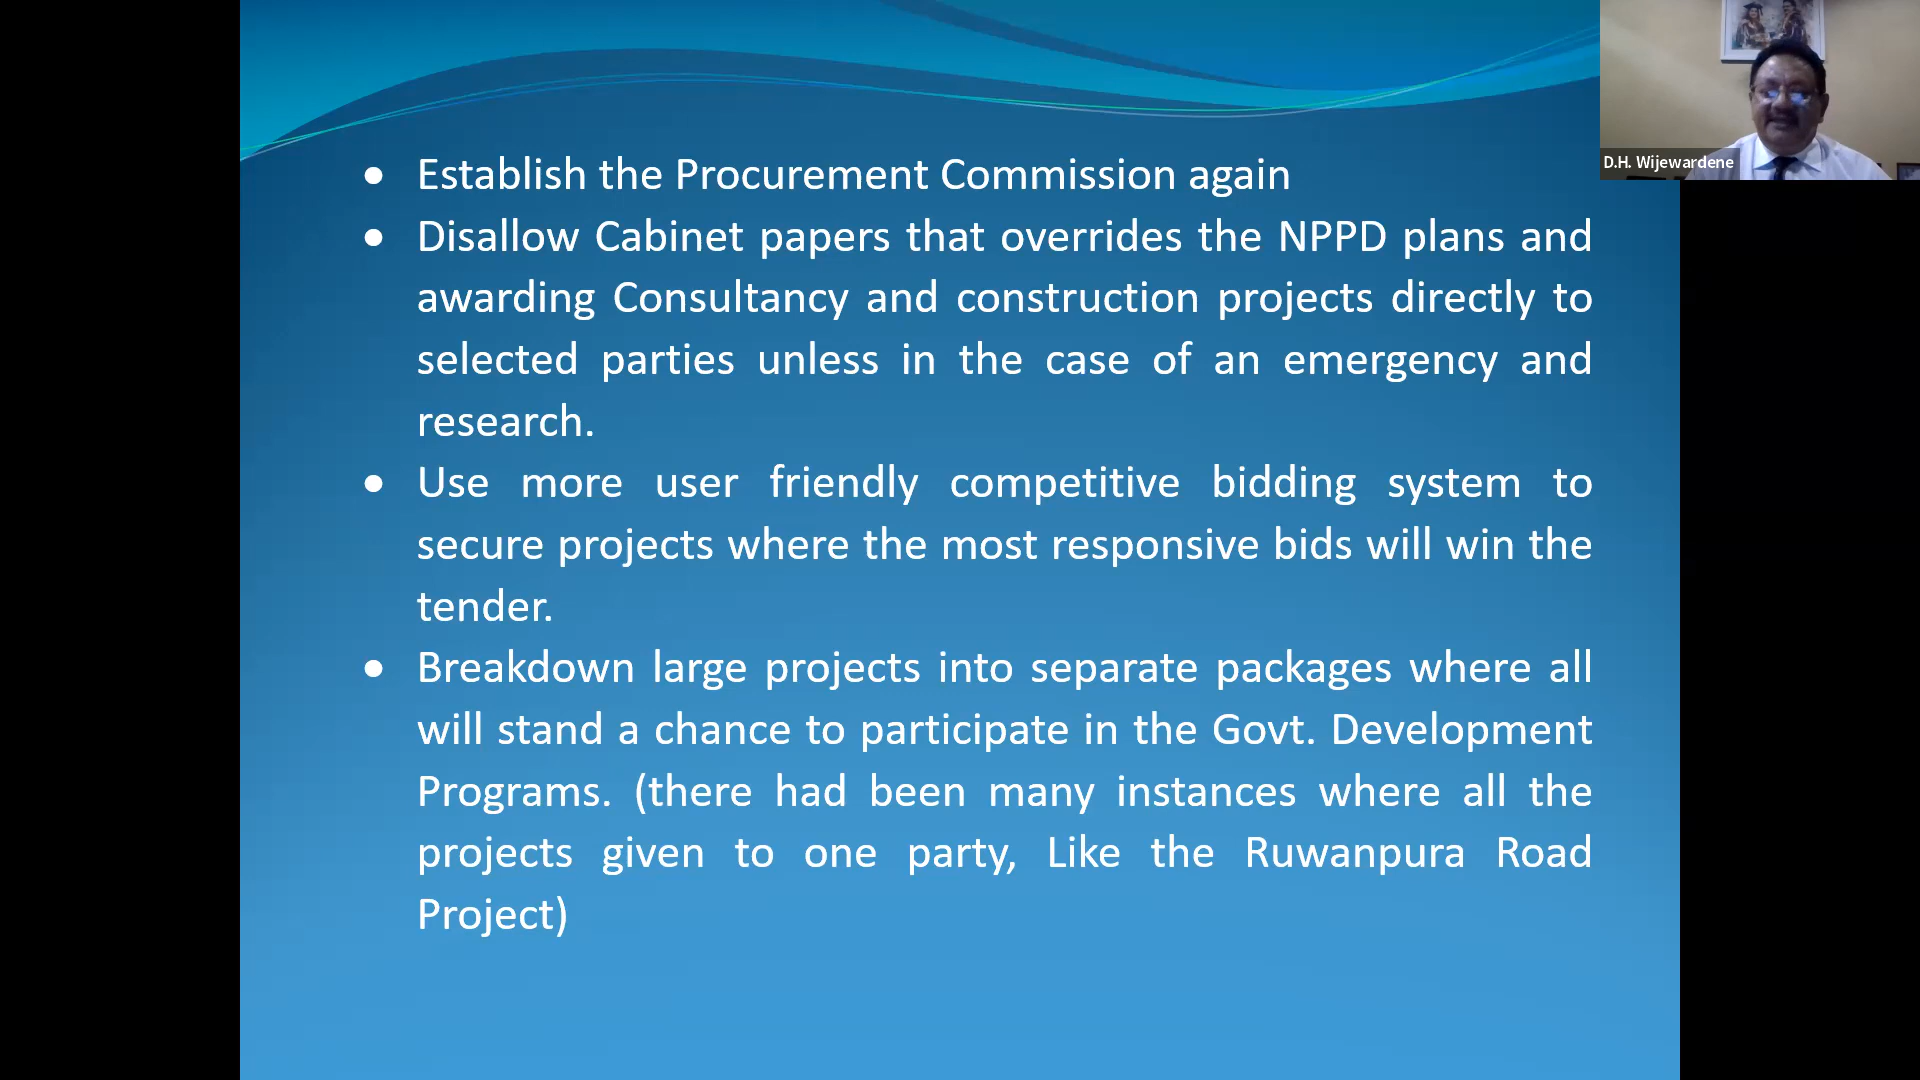 • Establish the Procurement Commission again
• Disallow Cabinet papers that overrides the NPPD plans and
awarding Consultancy and construction projects directly to
selected parties unless in the case of an emergency and
research.
• Use more user friendly competitive bidding system to
secure projects where the most responsive bids will win the
tender.
• Breakdown large projects into separate packages where all
will stand a chance to participate in the Govt. Development
Programs. (there had been many instances where all the
projects given to one party, Like the Ruwanpura Road
Project)
D.H. Wijewardene